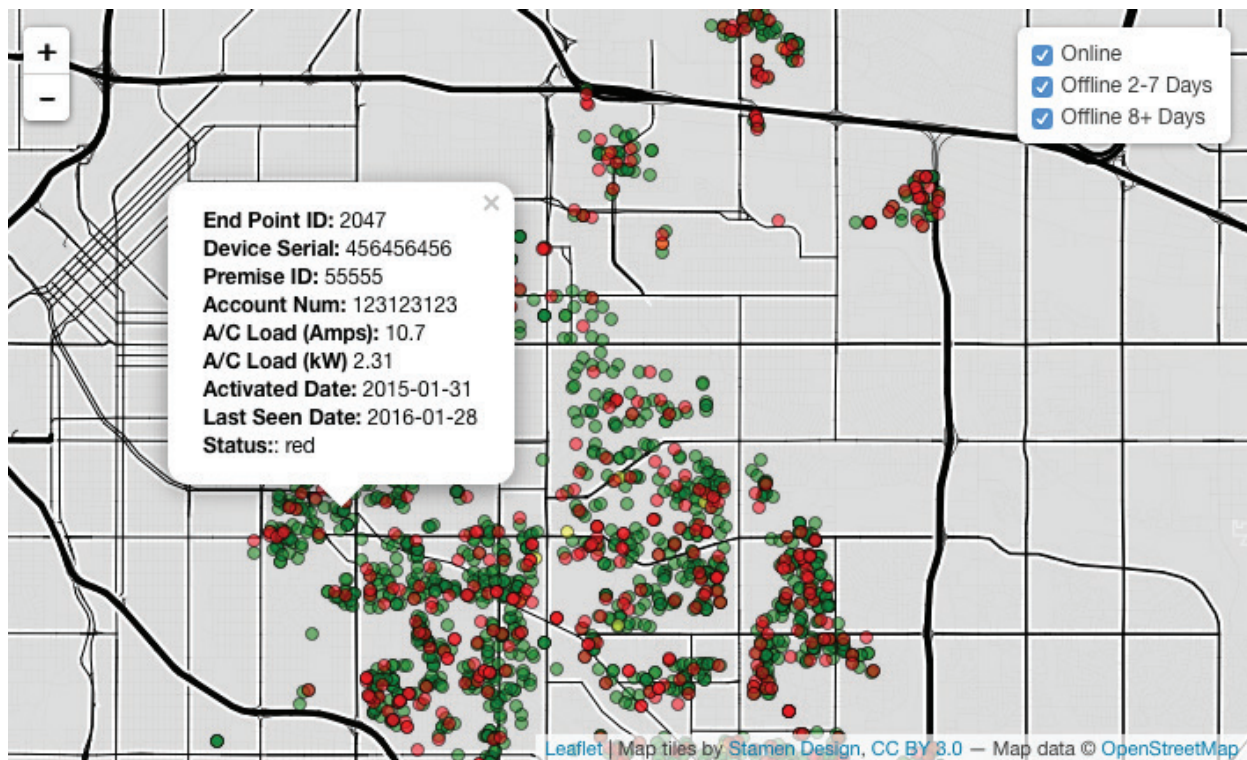 +
−
Online
Offline 2-7 Days
Offline 8+ Days
×
End Point ID: 2047
Device Serial: 456456456
Premise ID: 55555
Account Num: 123123123
A/C Load (Amps): 10.7
A/C Load (kW) 2.31
Activated Date: 2015-01-31
Last Seen Date: 2016-01-28
Status:: red
Leaflet | Map tiles by Stamen Design, CC BY 3.0 — Map data © OpenStreetMap